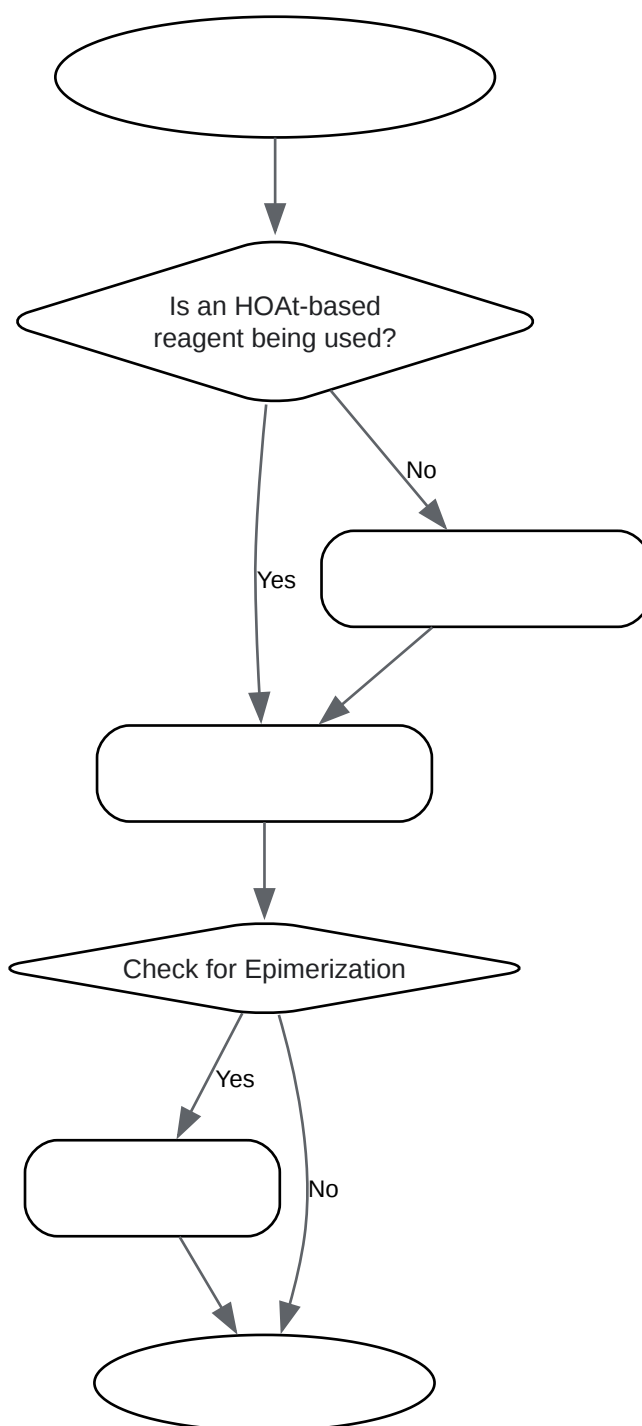 Is an HOAt-based
reagent being used?
No
Yes
Check for Epimerization
Yes
No